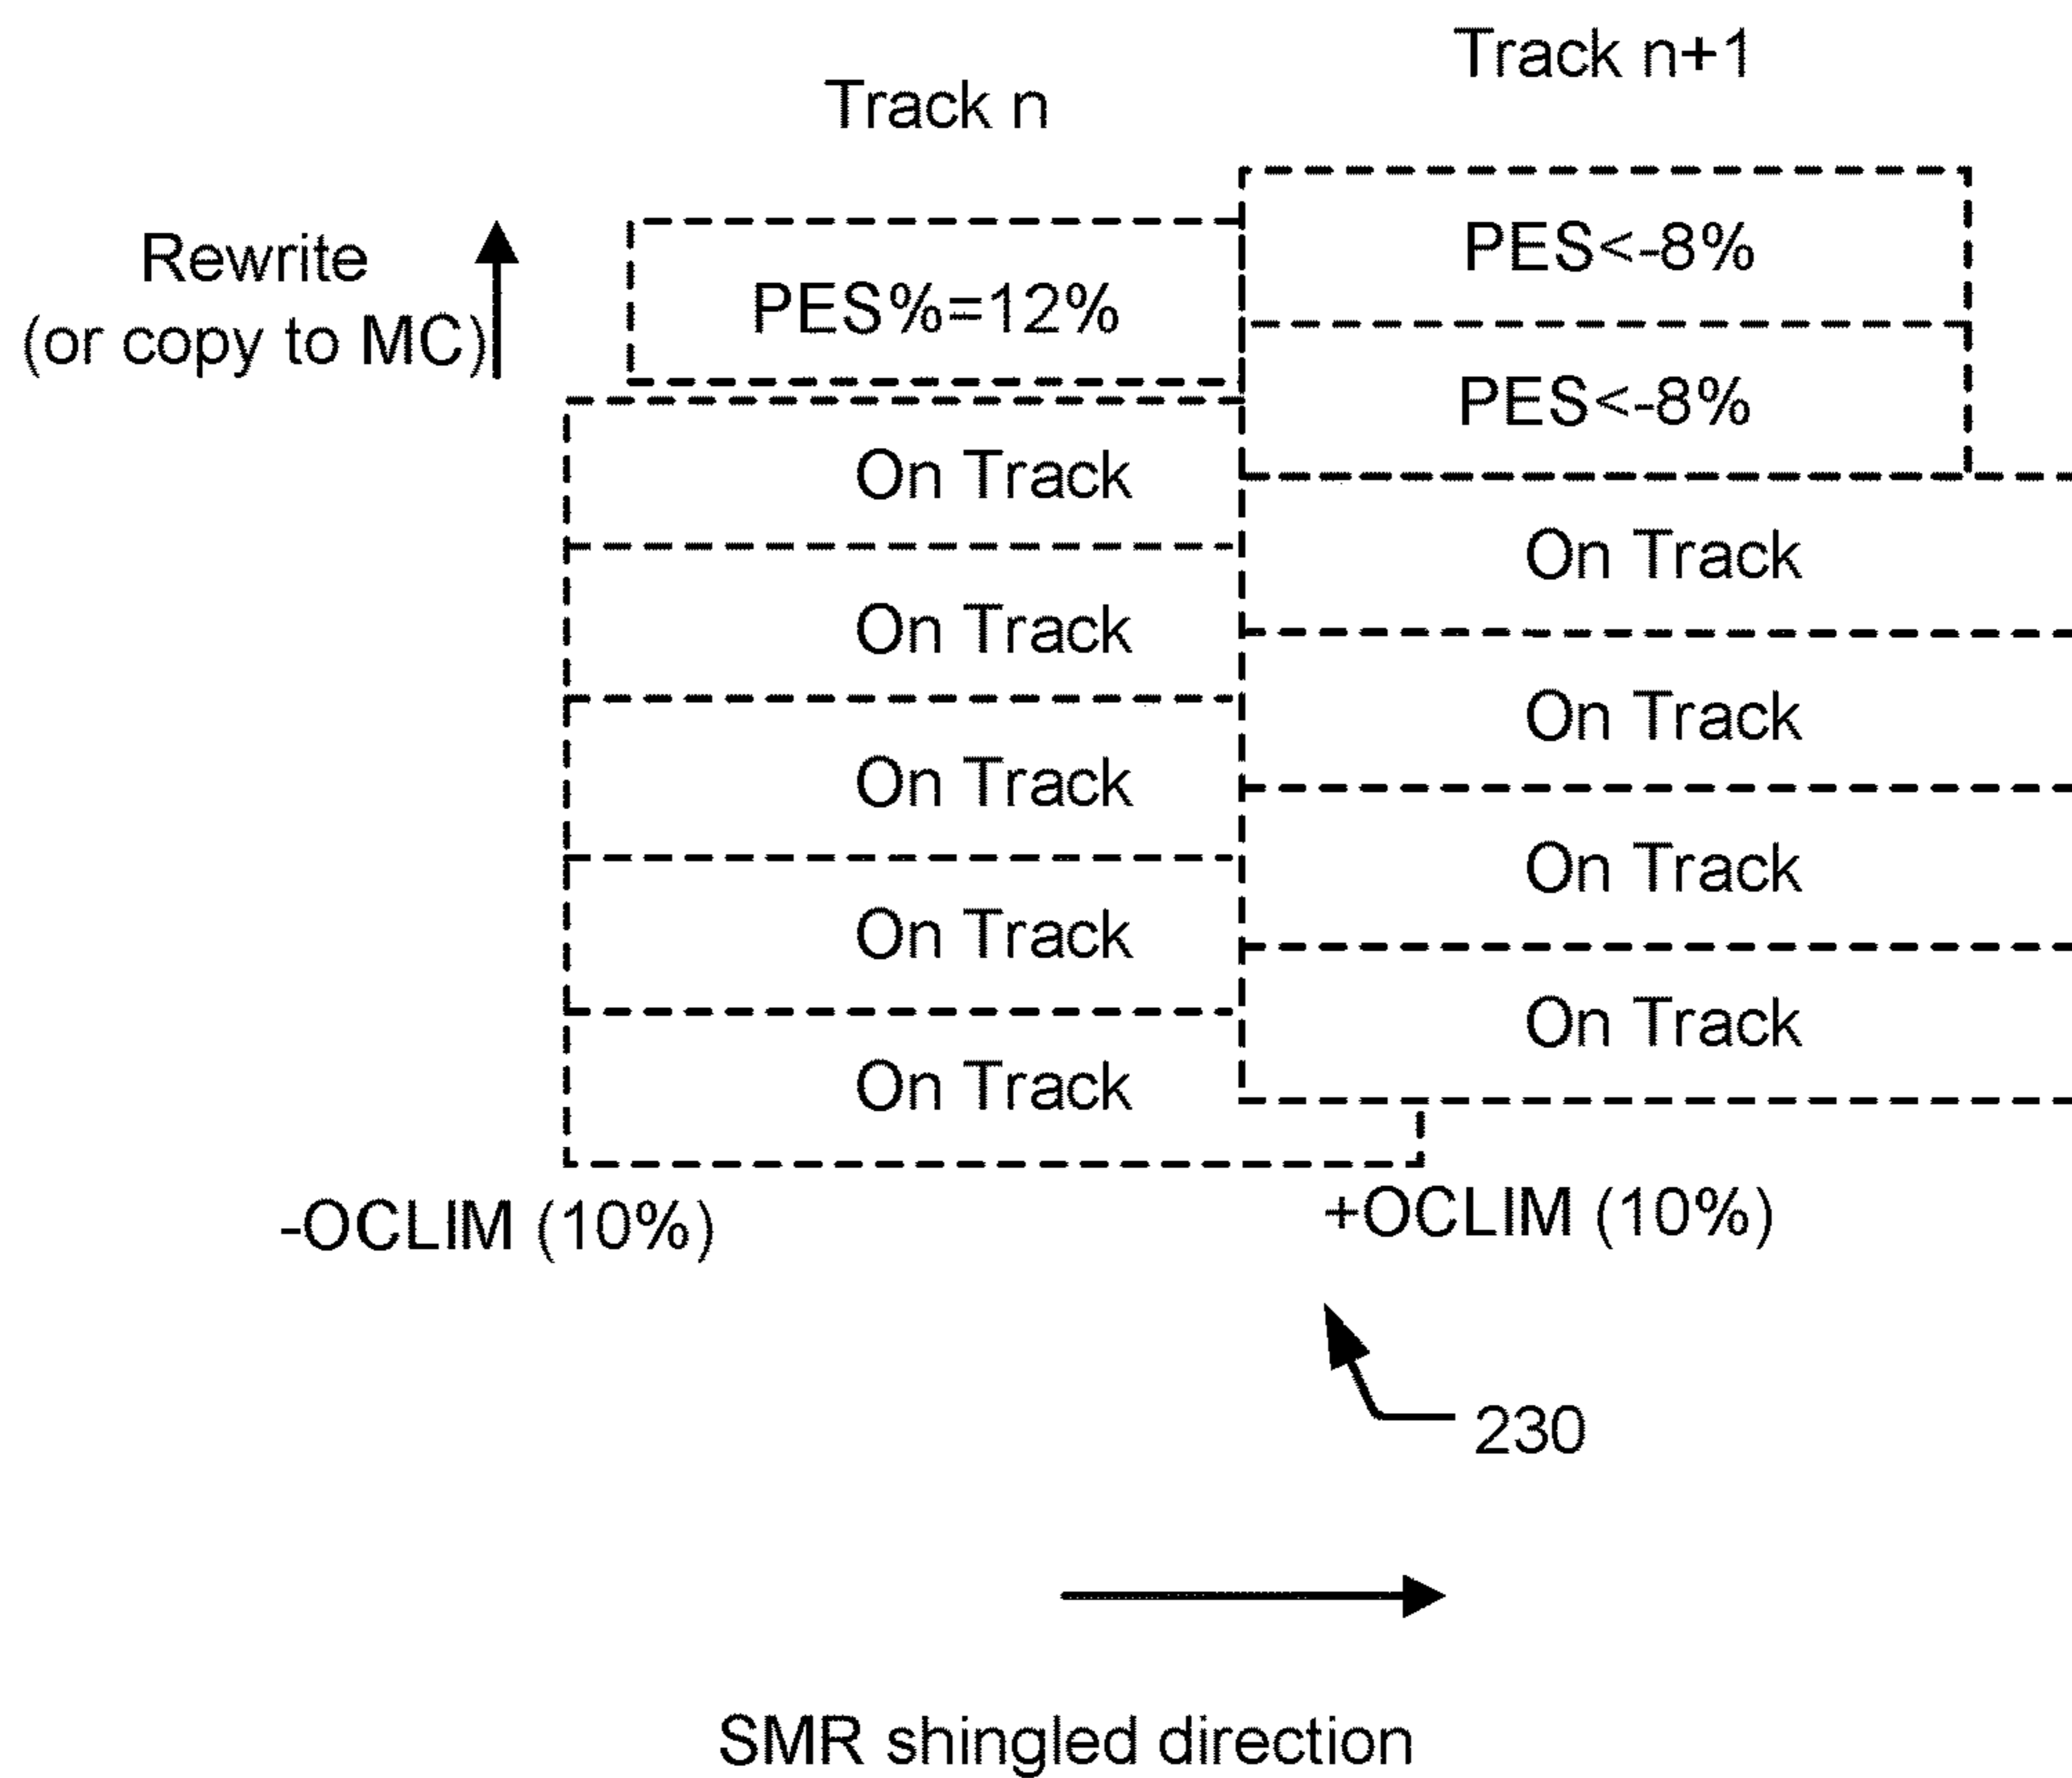 Track n+1
Track n
Rewrite
(or copy to MC)
PES%=12%
PES<-8%
PES<-8%
On Track
On Track
On Track
On Track
On Track
On Track
On Track
On Track
On Track
-OCLIM (10%)
+OCLIM (10%)
230
SMR shingled direction